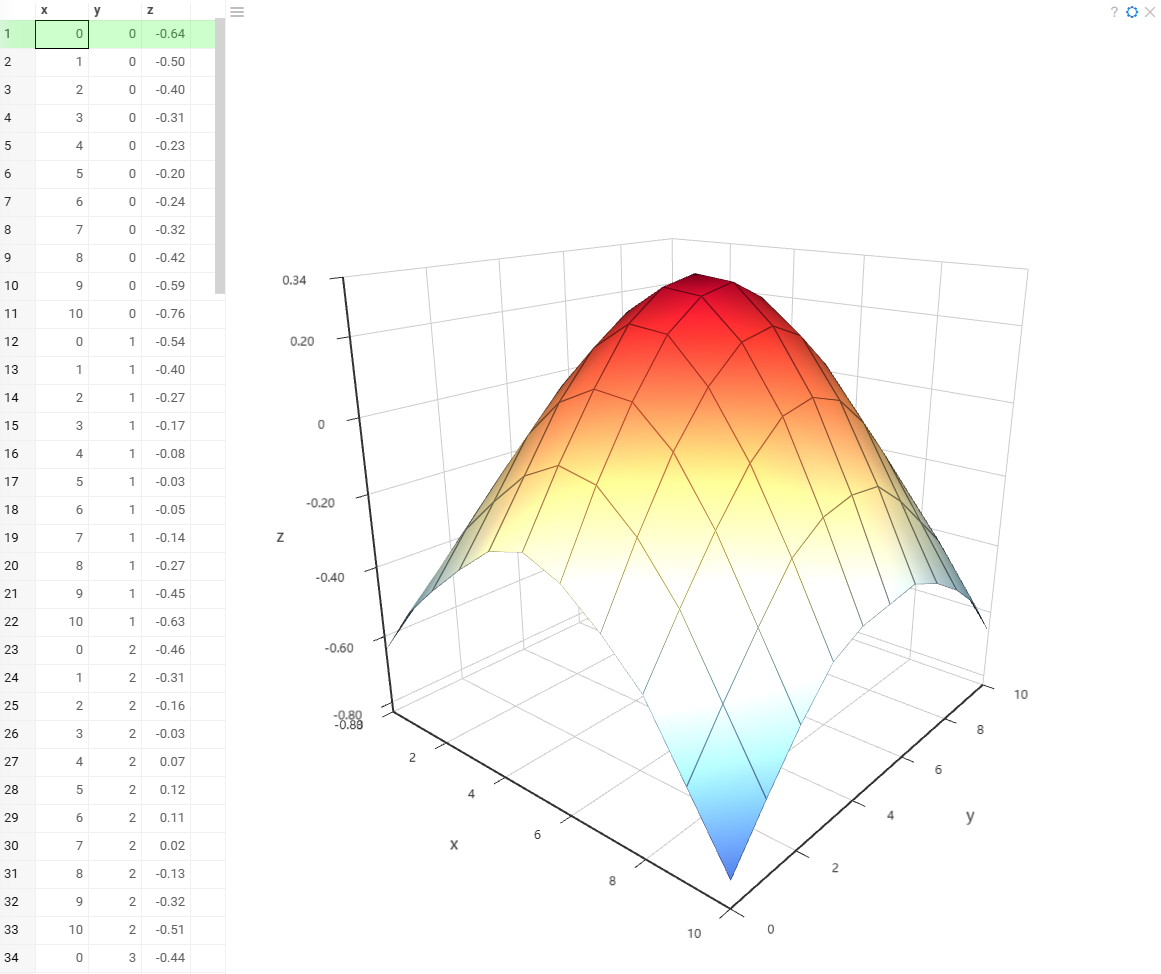 x y z
1 0 0 -0.64
2 1 0 -0.50
3 2 0 -0.40
4 3 0 -0.31
5 4 0 -0.23
6 5 0 -0.20
7 6 0 -0.24
8 7 0 -0.32
9 8 0 -0.42
10 9 0 -0.59
11 10 0 -0.76
12 0 1 -0.54
13 1 1 -0.40
14 2 1 -0.27
15 3 1 -0.17
16 4 1 -0.08
17 5 1 -0.03
18 6 1 -0.05
19 7 1 -0.14
20 8 1 -0.27
21 9 1 -0.45
22 10 1 -0.63
23 0 2 -0.46
24 1 2 -0.31
25 2 2 -0.16
26 3 2 -0.03
27 4 2 0.07
28 5 2 0.12
29 6 2 0.11
30 7 2 0.02
31 8 2 -0.13
32 9 2 -0.32
33 10 2 -0.51
34 0 3 -0.44
?
0.34
0.20
0
-0.20
-0.40
-0.60
-0.80
z
2
4
6
8
10
x
0
2
4
6
8
10
y